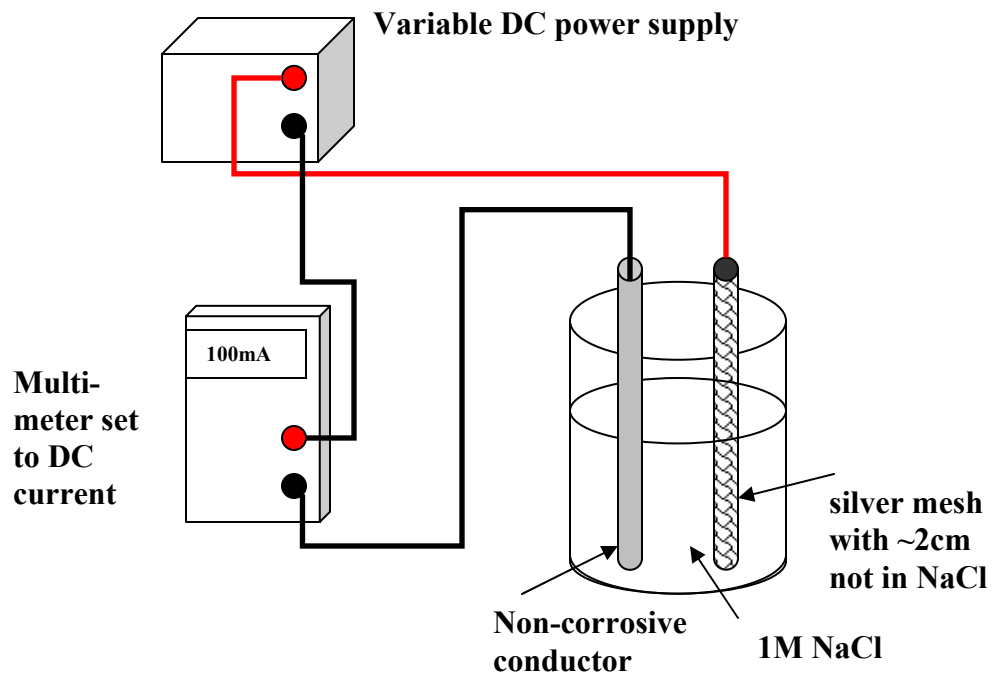 Variable DC power supply
100mA
Multi-
meter set
to DC
current
silver mesh
with ~2cm
not in NaCl
Non-corrosive
conductor
1M NaCl